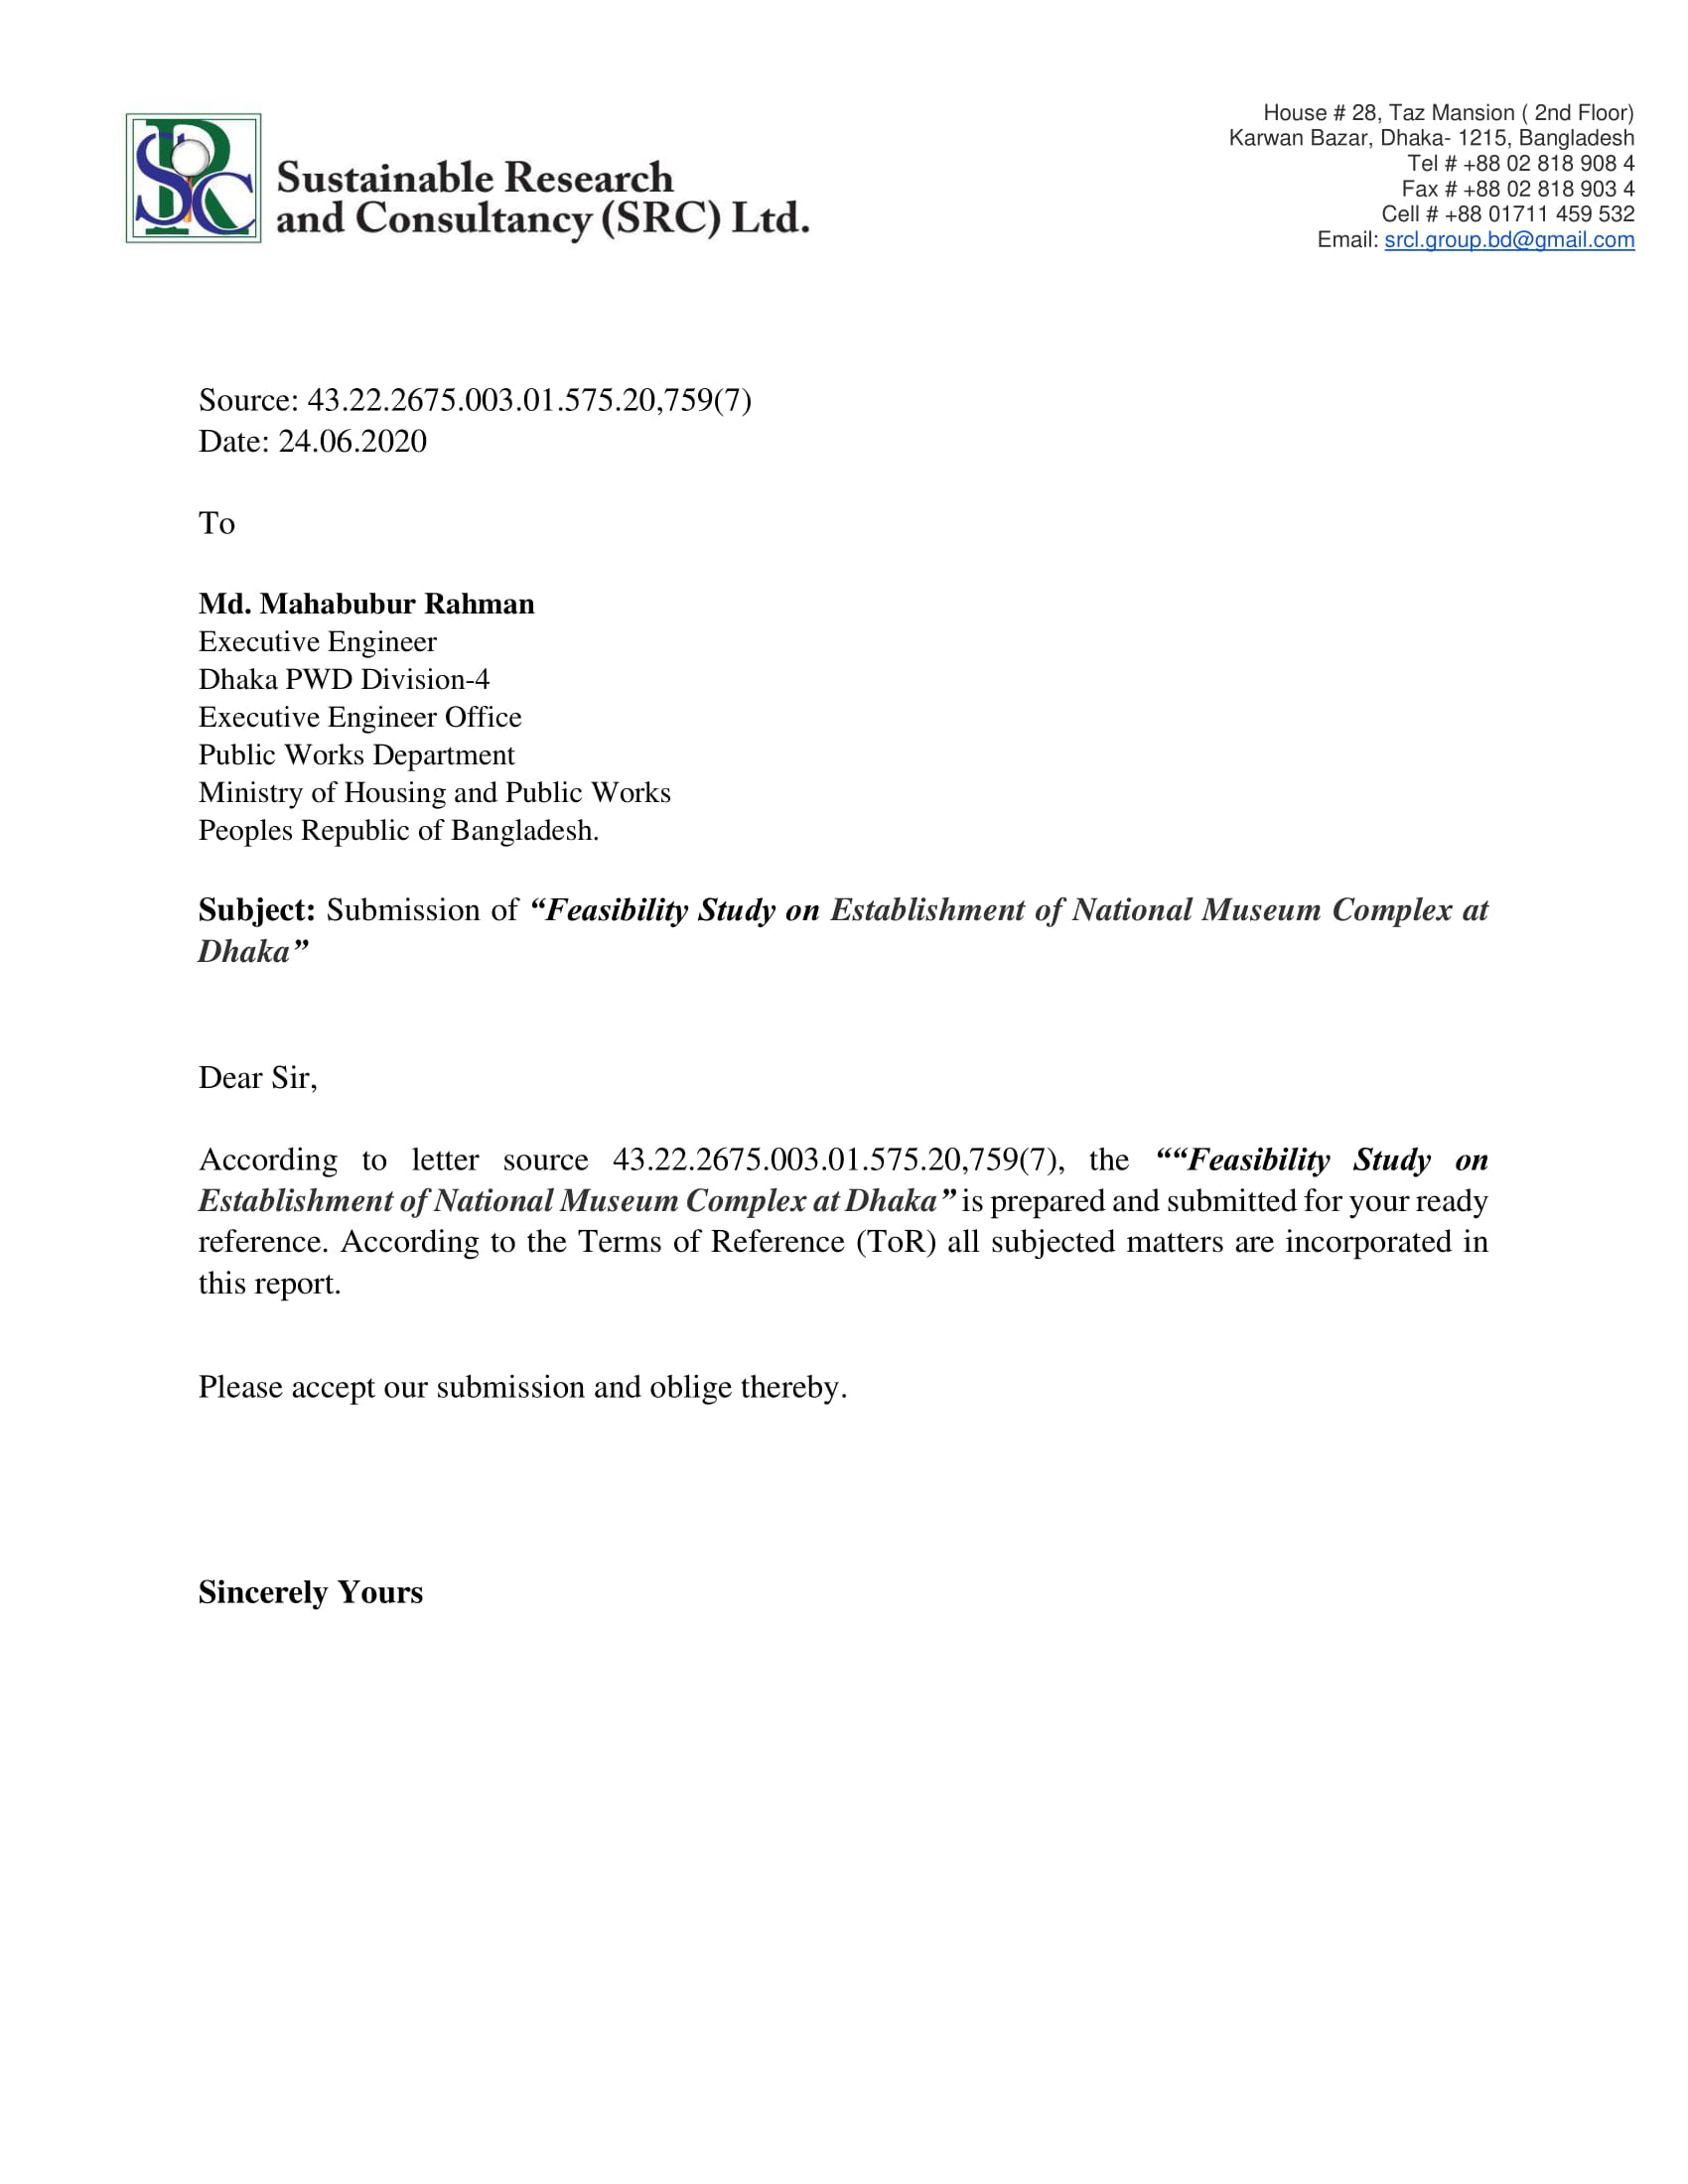 SRC
Sustainable Research
and Consultancy (SRC) Ltd.
House # 28, Taz Mansion ( 2nd Floor)
Karwan Bazar, Dhaka- 1215, Bangladesh
Tel # +88 02 818 908 4
Fax # +88 02 818 903 4
Cell # +88 01711 459 532
Email: srcl.group.bd@gmail.com
Source: 43.22.2675.003.01.575.20,759(7)
Date: 24.06.2020
To
Md. Mahabubur Rahman
Executive Engineer
Dhaka PWD Division-4
Executive Engineer Office
Public Works Department
Ministry of Housing and Public Works
Peoples Republic of Bangladesh.
Subject: Submission of “Feasibility Study on Establishment of National Museum Complex at
Dhaka”
Dear Sir,
According to letter source 43.22.2675.003.01.575.20,759(7), the ““Feasibility Study on
Establishment of National Museum Complex at Dhaka” is prepared and submitted for your ready
reference. According to the Terms of Reference (ToR) all subjected matters are incorporated in
this report.
Please accept our submission and oblige thereby.
Sincerely Yours